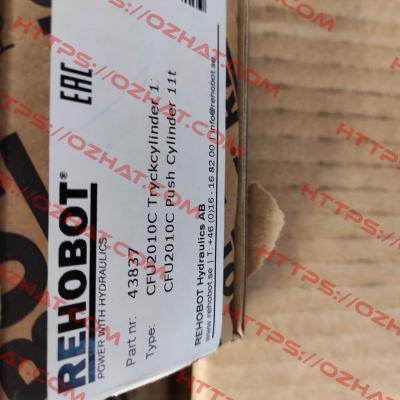 REHOBOT®
POWER WITH HYDRAULICS
EAC
Part nr: 43837
Type: CFU2010C Tryckcylinder 1
CFU2010C Push Cylinder 11t
REHOBOT Hydraulics AB
www.rehobot.se | T. +46 (0)16 - 16 82 00 / info@rehobot.se
HTTPS://OZHAT.COM